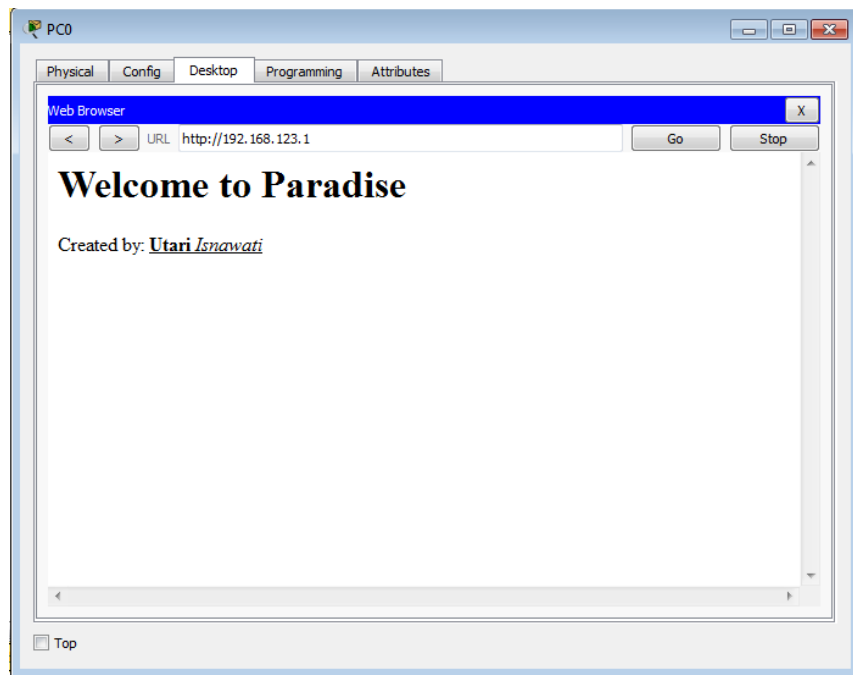 PC0
Physical Config Desktop Programming Attributes
Web Browser X
< > URL http://192.168.123.1 Go Stop
Welcome to Paradise
Created by: Utari Isnawati
Top